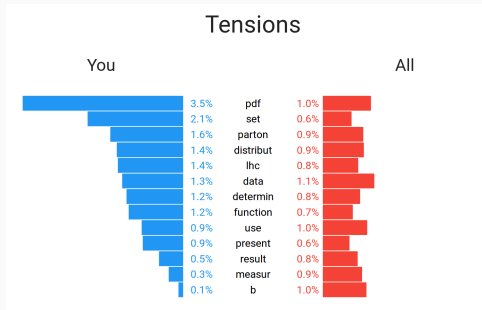 Tensions
You All
3.5% pdf 1.0%
2.1% set 0.6%
1.6% parton 0.9%
1.4% distribut 0.9%
1.4% lhc 0.8%
1.3% data 1.1%
1.2% determin 0.8%
1.2% function 0.7%
0.9% use 1.0%
0.9% present 0.6%
0.5% result 0.8%
0.3% measur 0.9%
0.1% b 1.0%